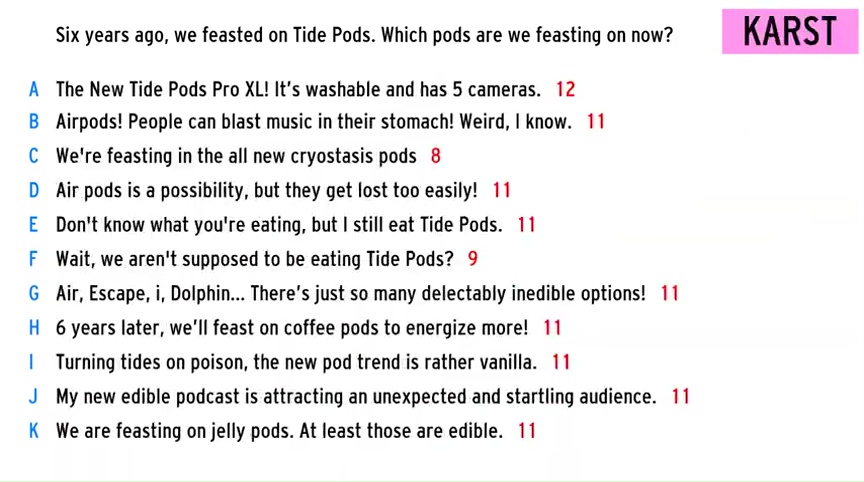 Six years ago, we feasted on Tide Pods. Which pods are we feasting on now?
KARST
A The New Tide Pods Pro XL! It's washable and has 5 cameras. 12
B Airpods! People can blast music in their stomach! Weird, I know. 11
C We're feasting in the all new cryostasis pods 8
D Air pods is a possibility, but they get lost too easily! 11
E Don't know what you're eating, but I still eat Tide Pods. 11
F Wait, we aren't supposed to be eating Tide Pods? 9
G Air, Escape, i, Dolphin... There's just so many delectably inedible options! 11
H 6 years later, we'll feast on coffee pods to energize more! 11
I Turning tides on poison, the new pod trend is rather vanilla. 11
J My new edible podcast is attracting an unexpected and startling audience. 11
K We are feasting on jelly pods. At least those are edible. 11